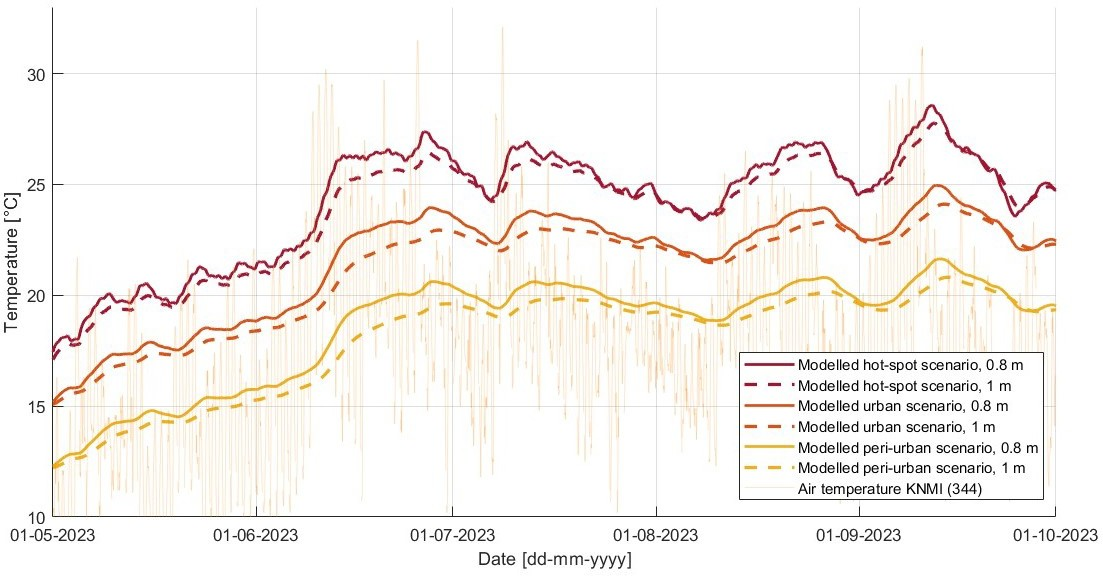 Temperature [°C]
30
25
20
15
10
01-05-2023
01-06-2023
01-07-2023
01-08-2023
01-09-2023
01-10-2023
Date [dd-mm-yyyy]
Modelled hot-spot scenario, 0.8 m
Modelled hot-spot scenario, 1 m
Modelled urban scenario, 0.8 m
Modelled urban scenario, 1 m
Modelled peri-urban scenario, 0.8 m
Modelled peri-urban scenario, 1 m
Air temperature KNMI (344)